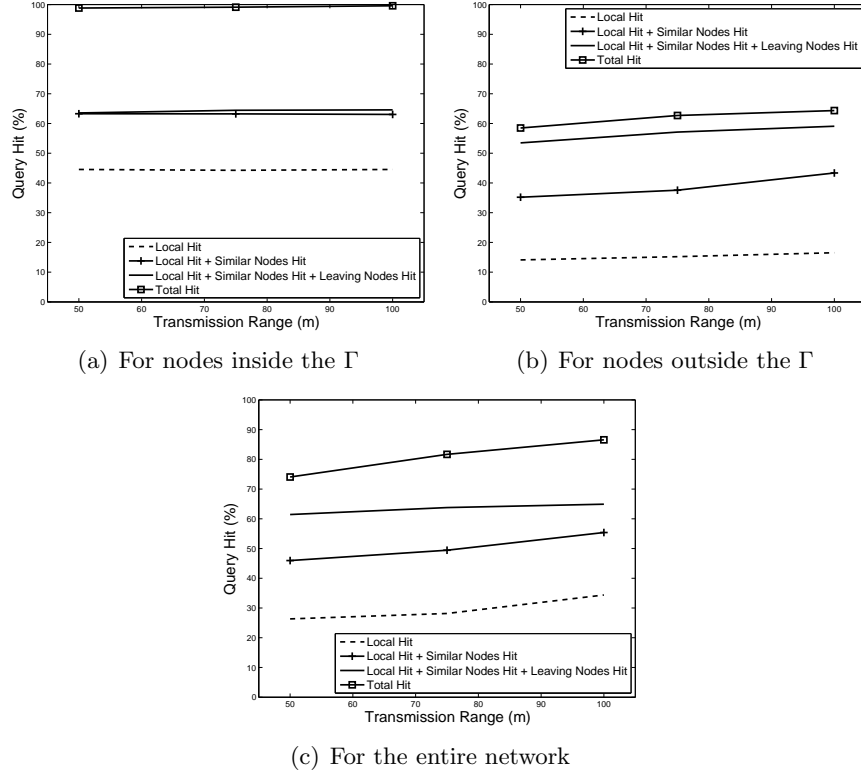 100
90
80
70
60
50
40
30
20
10
0
Query Hit (%)
Local Hit
Local Hit + Similar Nodes Hit
Local Hit + Similar Nodes Hit + Leaving Nodes Hit
Total Hit
50 60 70 80 90 100
Transmission Range (m)
(a) For nodes inside the Γ
100
90
80
70
60
50
40
30
20
10
0
Query Hit (%)
Local Hit
Local Hit + Similar Nodes Hit
Local Hit + Similar Nodes Hit + Leaving Nodes Hit
Total Hit
50 60 70 80 90 100
Transmission Range (m)
(b) For nodes outside the Γ
100
90
80
70
60
50
40
30
20
10
0
Query Hit (%)
Local Hit
Local Hit + Similar Nodes Hit
Local Hit + Similar Nodes Hit + Leaving Nodes Hit
Total Hit
50 60 70 80 90 100
Transmission Range (m)
(c) For the entire network